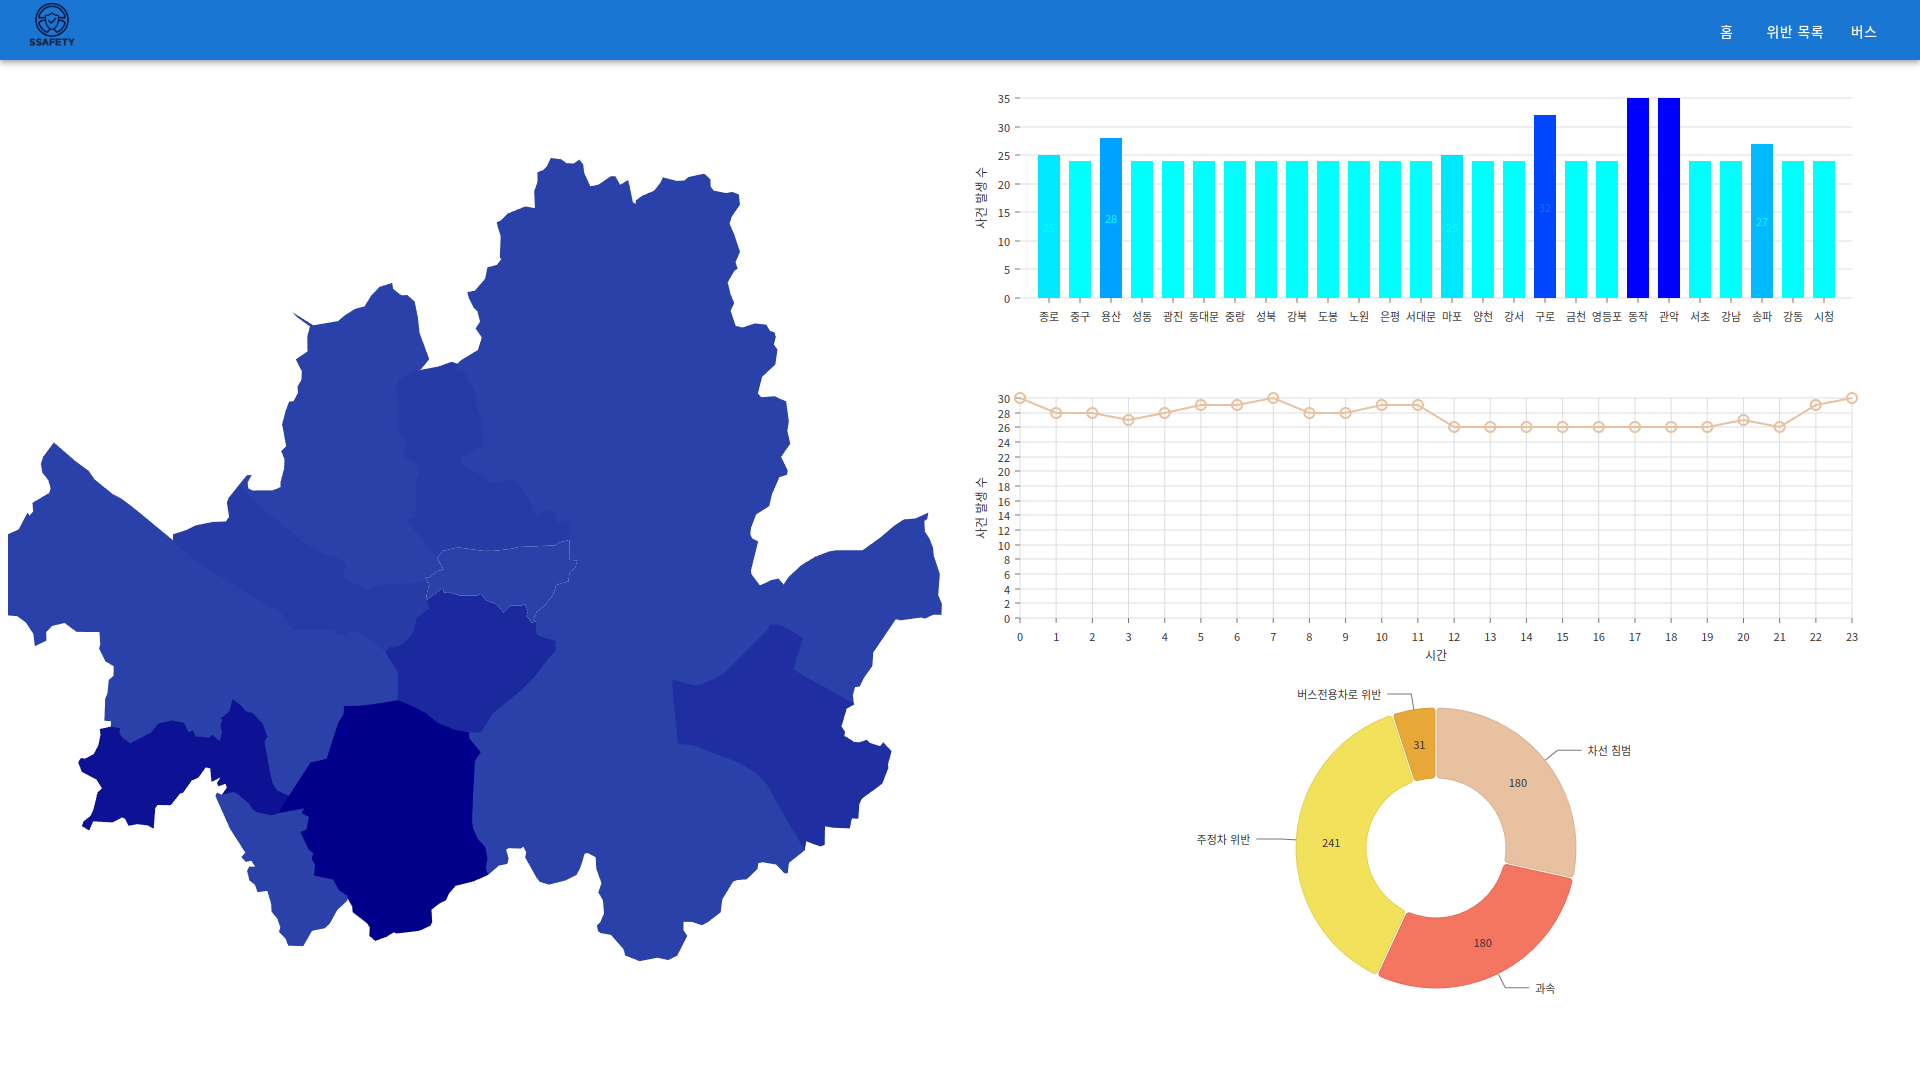 SSAFETY
홈 위반 목록 버스
사건 발생 수
35
30
25
20
15
10
5
0
25 28 25 32 27
종로 중구 용산 성동 광진 동대문 중랑 성북 강북 도봉 노원 은평 서대문 마포 양천 강서 구로 금천 영등포 동작 관악 서초 강남 송파 강동 시청
사건 발생 수
30
28
26
24
22
20
18
16
14
12
10
8
6
4
2
0
0 1 2 3 4 5 6 7 8 9 10 11 12 13 14 15 16 17 18 19 20 21 22 23
시간
버스전용차로 위반
31
차선 침범
180
주정차 위반
241
180
과속